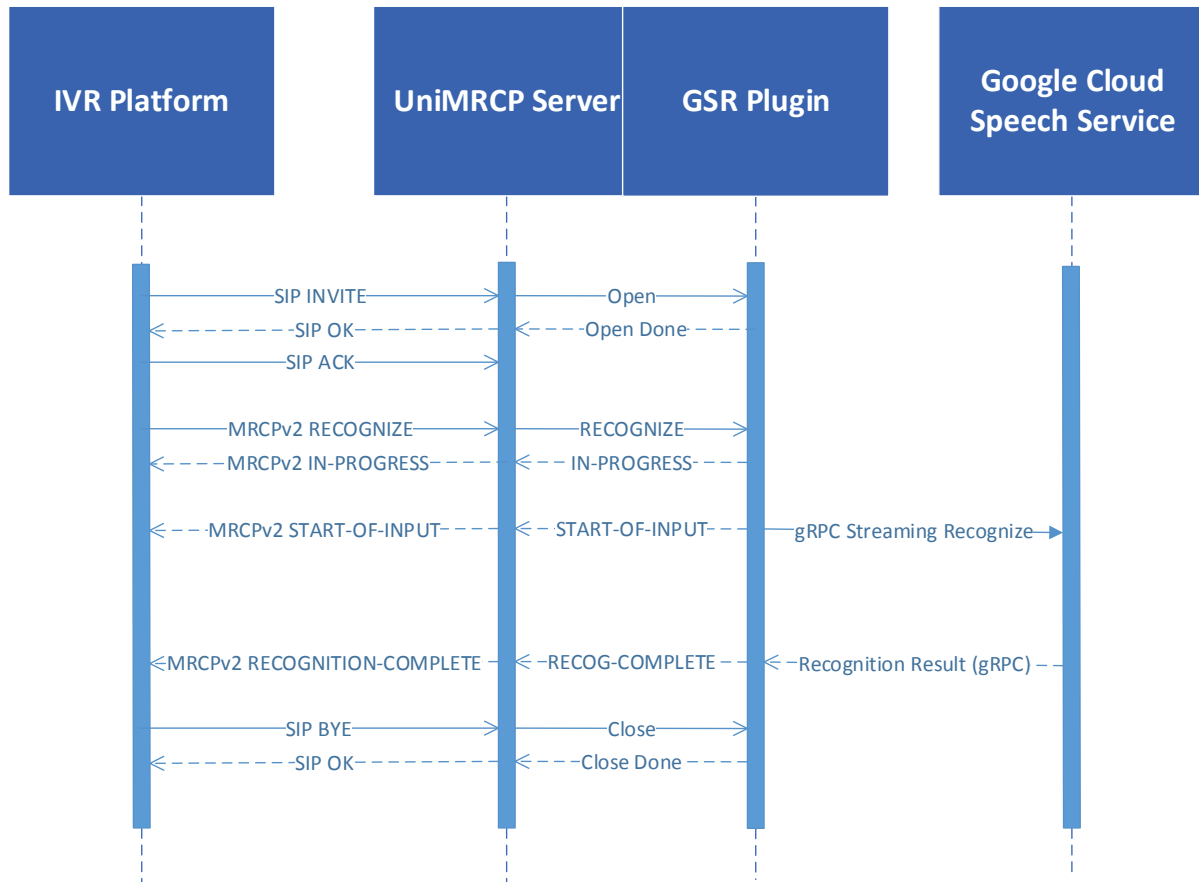 IVR Platform
UniMRCP Server
GSR Plugin
Google Cloud
Speech Service
SIP INVITE
Open
SIP OK
Open Done
SIP ACK
MRCPv2 RECOGNIZE
RECOGNIZE
MRCPv2 IN-PROGRESS
IN-PROGRESS
MRCPv2 START-OF-INPUT
START-OF-INPUT
gRPC Streaming Recognize
MRCPv2 RECOGNITION-COMPLETE
RECOG-COMPLETE
Recognition Result (gRPC)
SIP BYE
Close
SIP OK
Close Done